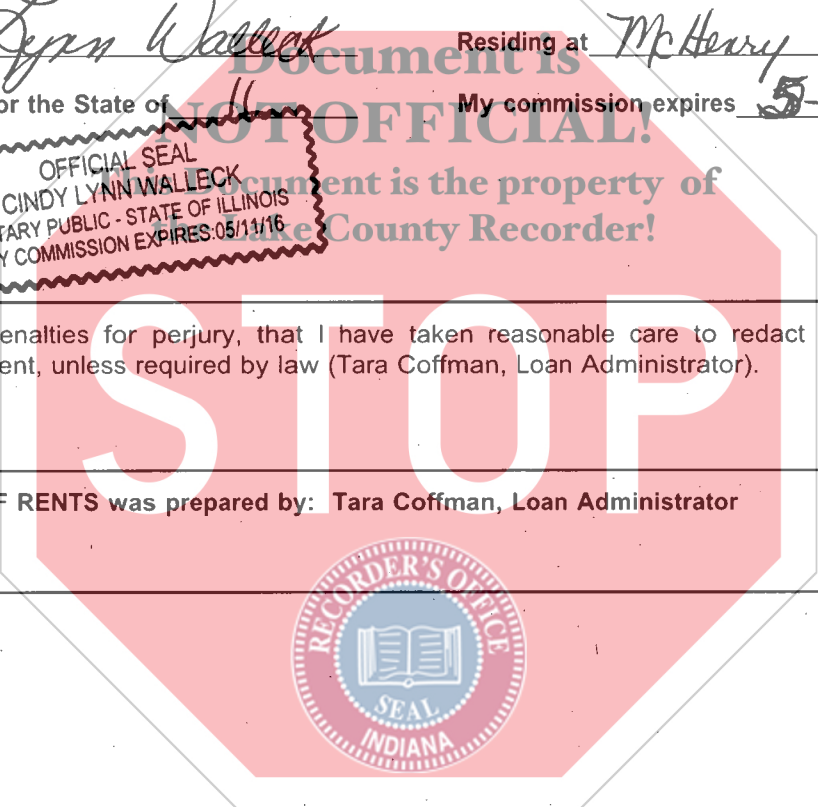 Lynn Walleck Residing at McHenry
Document is
or the State of Il My commission expires 5-
NOT OFFICIAL!
OFFICIAL SEAL
CINDY LYNN WALLECK
This Document is the property of
TARY PUBLIC - STATE OF ILLINOIS
the Lake County Recorder!
Y COMMISSION EXPIRES:05/11/16
enalties for perjury, that I have taken reasonable care to redact
ent, unless required by law (Tara Coffman, Loan Administrator).
STOP
F RENTS was prepared by: Tara Coffman, Loan Administrator
RECORDER'S OFFICE
SEAL
INDIANA